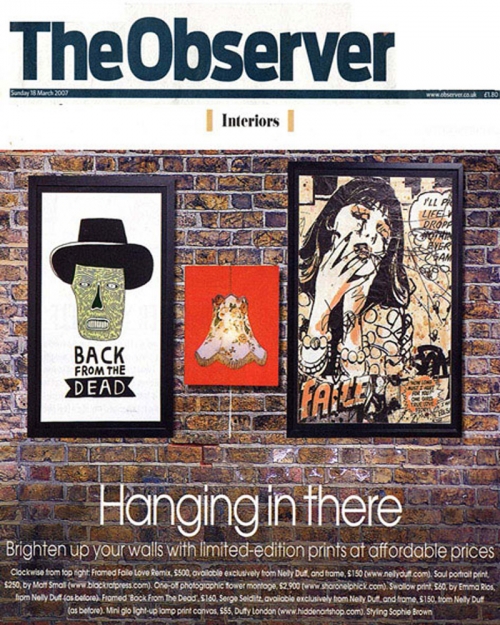 TheObserver
Sunday 18 March 2007 www.observer.co.uk £1.80
Interiors
I'LL
LIFE
BACK
FROM THE
DEAD
FAILE
Hanging in there
Brighten up your walls with limited-edition prints at affordable prices
Clockwise from top right: Framed Faile Love Remix, $500, available exclusively from Nelly Duff, and frame, £150 (www.nellyduff.com). Saul portrait print,
$250, by Matt Small (www.blackratpress.com). One-off photographic flower montage, $2,900 (www.sharonelphick.com). Swallow print, $60, by Emma Rios,
from Nelly Duff (as before). Framed 'Back From The Dead', $160, Serge Seidlitz, available exclusively from Nelly Duff, and frame, £150, from Nelly Duff
(as before). Mini glo light-up lamp print canvas, $55, Duffy London (www.hiddenartshop.com). Styling Sophie Brown